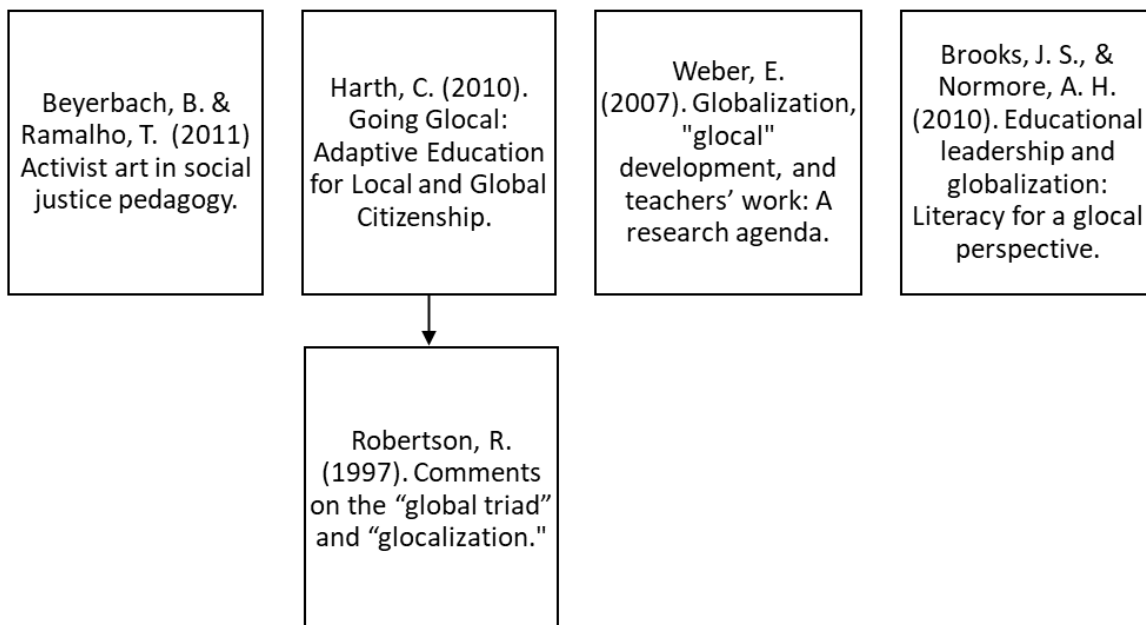 Beyerbach, B. &
Ramalho, T. (2011)
Activist art in social
justice pedagogy.
Harth, C. (2010).
Going Glocal:
Adaptive Education
for Local and Global
Citizenship.
Weber, E.
(2007). Globalization,
"glocal"
development, and
teachers’ work: A
research agenda.
Brooks, J. S., &
Normore, A. H.
(2010). Educational
leadership and
globalization:
Literacy for a glocal
perspective.
Robertson, R.
(1997). Comments
on the “global triad”
and “glocalization."